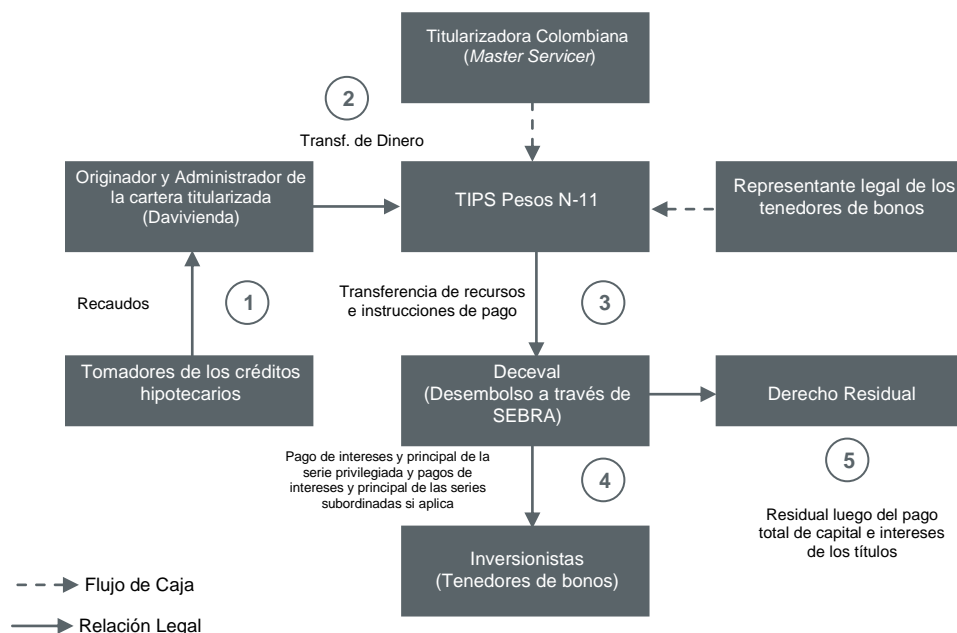 Titularizadora Colombiana
(Master Servicer)
2
Transf. de Dinero
Originador y Administrador de
la cartera titularizada
(Davivienda)
TIPS Pesos N-11
Representante legal de los
tenedores de bonos
Recaudos
1
Transferencia de recursos
e instrucciones de pago
3
Tomadores de los créditos
hipotecarios
Deceval
(Desembolso a través de
SEBRA)
Derecho Residual
Pago de intereses y principal de la
serie privilegiada y pagos de
intereses y principal de las series
subordinadas si aplica
4
5
Residual luego del pago
total de capital e intereses
de los títulos
Inversionistas
(Tenedores de bonos)
Flujo de Caja
Relación Legal